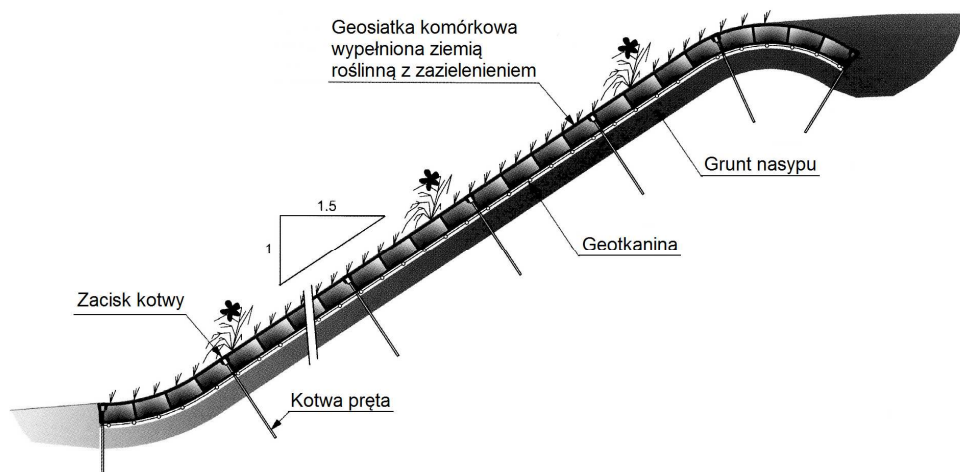 Geosiatka komórkowa
wypełniona ziemią
roślinną z zazielenieniem
Grunt nasypu
1.5
1
Geotkanina
Zacisk kotwy
Kotwa pręta